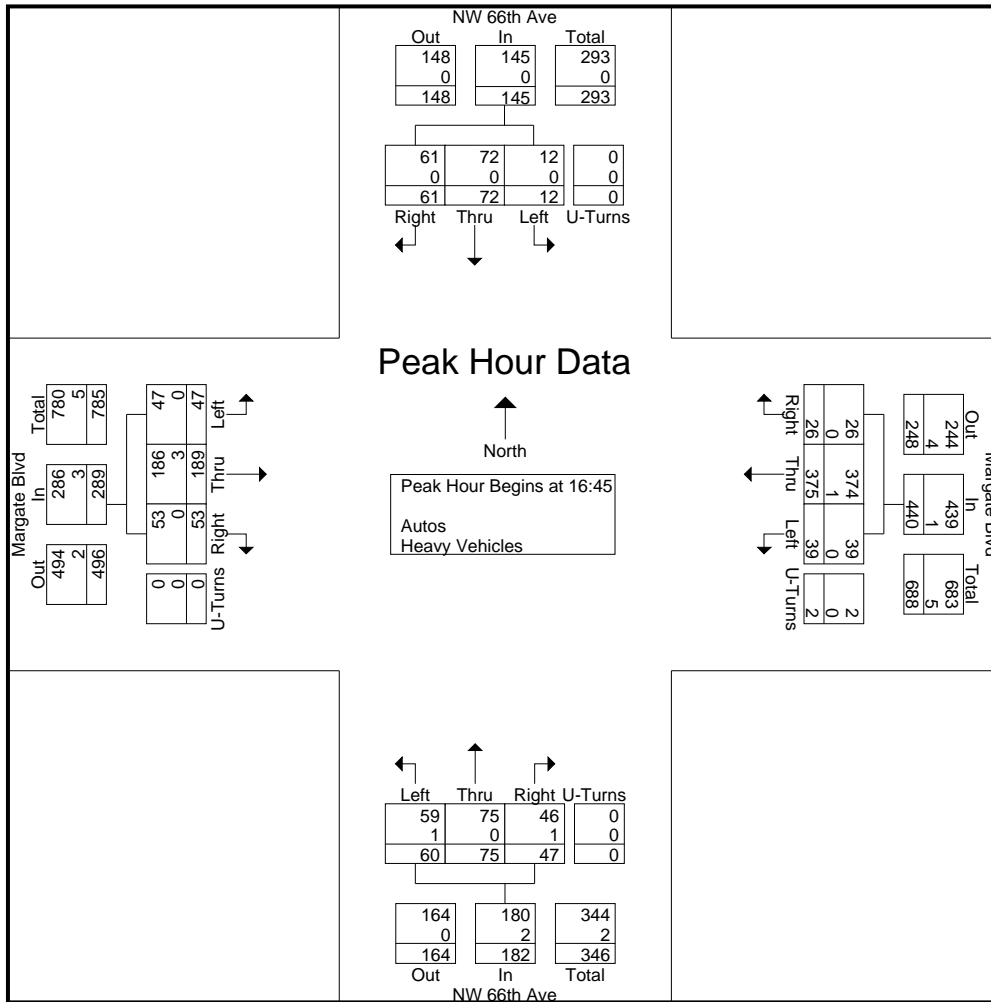 NW 66th Ave
Out In Total
148 145 293
0 0 0
148 145 293
61 72 12 0
0 0 0 0
61 72 12 0
Right Thru Left U-Turns
Peak Hour Data
North
Peak Hour Begins at 16:45
Autos
Heavy Vehicles
Margate Blvd
Out In Total
494 286 780
2 3 5
496 289 785
0 53 186 47
0 0 3 0
0 53 189 47
U-Turns Right Thru Left
Margate Blvd
Out In Total
244 439 683
4 1 5
248 440 688
26 374 39 2
0 1 0 0
26 375 39 2
Right Thru Left U-Turns
Left Thru Right U-Turns
59 75 46 0
1 0 1 0
60 75 47 0
164 180 344
0 2 2
164 182 346
Out In Total
NW 66th Ave